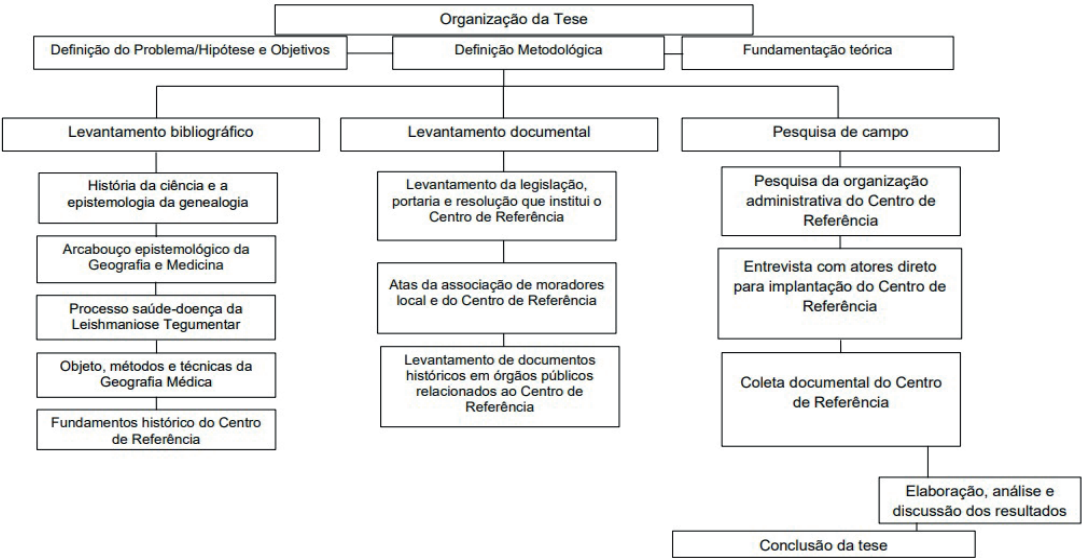 Organização da Tese
Definição do Problema/Hipótese e Objetivos
Definição Metodológica
Fundamentação teórica
Levantamento bibliográfico
Levantamento documental
Pesquisa de campo
História da ciência e a
epistemologia da genealogia
Arcabouço epistemológico da
Geografia e Medicina
Processo saúde-doença da
Leishmaniose Tegumentar
Objeto, métodos e técnicas da
Geografia Médica
Fundamentos histórico do Centro
de Referência
Levantamento da legislação,
portaria e resolução que institui o
Centro de Referência
Atas da associação de moradores
local e do Centro de Referência
Levantamento de documentos
históricos em órgãos públicos
relacionados ao Centro de
Referência
Pesquisa da organização
administrativa do Centro de
Referência
Entrevista com atores direto
para implantação do Centro de
Referência
Coleta documental do Centro
de Referência
Elaboração, análise e
discussão dos resultados
Conclusão da tese